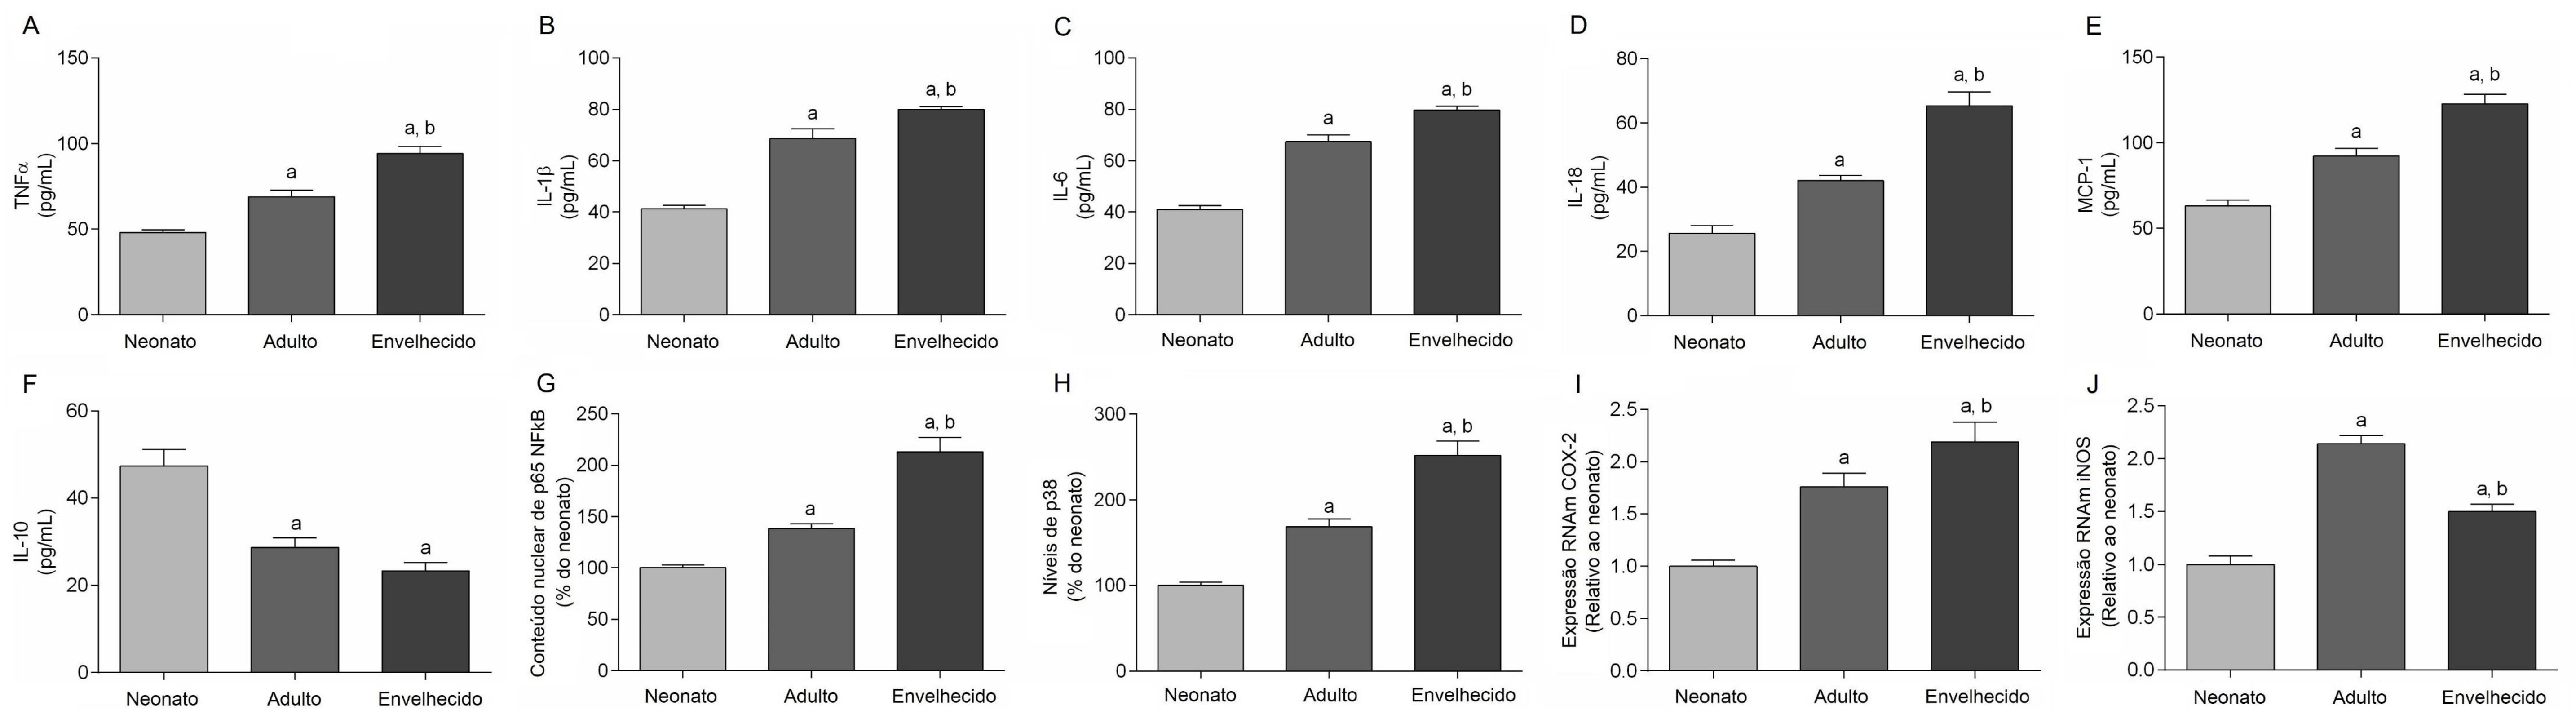 A
TNFα
(pg/mL)
150
100
50
0
a
a, b
Neonato Adulto Envelhecido
B
IL-1β
(pg/mL)
100
80
60
40
20
0
a
a, b
Neonato Adulto Envelhecido
C
IL-6
(pg/mL)
100
80
60
40
20
0
a
a, b
Neonato Adulto Envelhecido
D
IL-18
(pg/mL)
80
60
40
20
0
a
a, b
Neonato Adulto Envelhecido
E
MCP-1
(pg/mL)
150
100
50
0
a
a, b
Neonato Adulto Envelhecido
F
IL-10
(pg/mL)
60
40
20
0
a
a
Neonato Adulto Envelhecido
G
Conteúdo nuclear de p65 NFkB
(% do neonato)
250
200
150
100
50
0
a
a, b
Neonato Adulto Envelhecido
H
Níveis de p38
(% do neonato)
300
200
100
0
a
a, b
Neonato Adulto Envelhecido
I
Expressão RNAm COX-2
(Relativo ao neonato)
2.5
2.0
1.5
1.0
0.5
0.0
a
a, b
Neonato Adulto Envelhecido
J
Expressão RNAm iNOS
(Relativo ao neonato)
2.5
2.0
1.5
1.0
0.5
0.0
a
a, b
Neonato Adulto Envelhecido